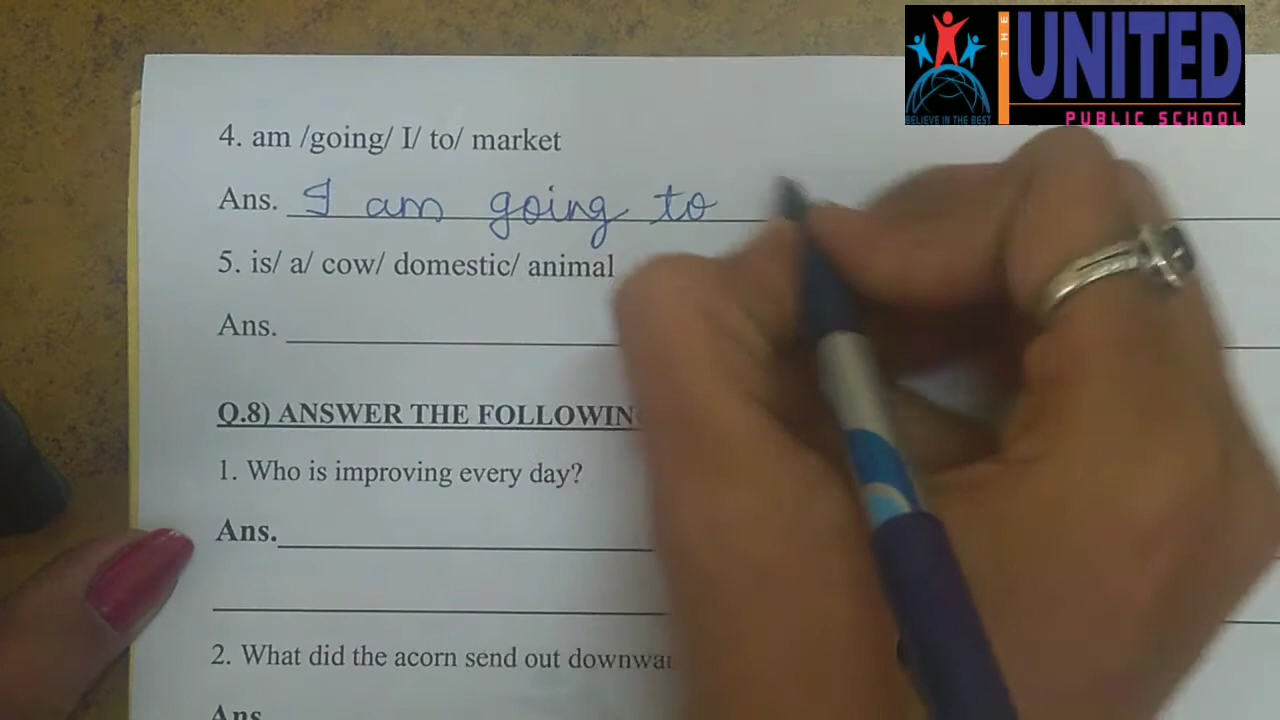 THE UNITED
BELIEVE IN THE BEST
PUBLIC SCHOOL
4. am /going/ I/ to/ market
Ans. I am going to
5. is/ a/ cow/ domestic/ animal
Ans.
Q.8) ANSWER THE FOLLOWING
1. Who is improving every day?
Ans.
2. What did the acorn send out
Ans